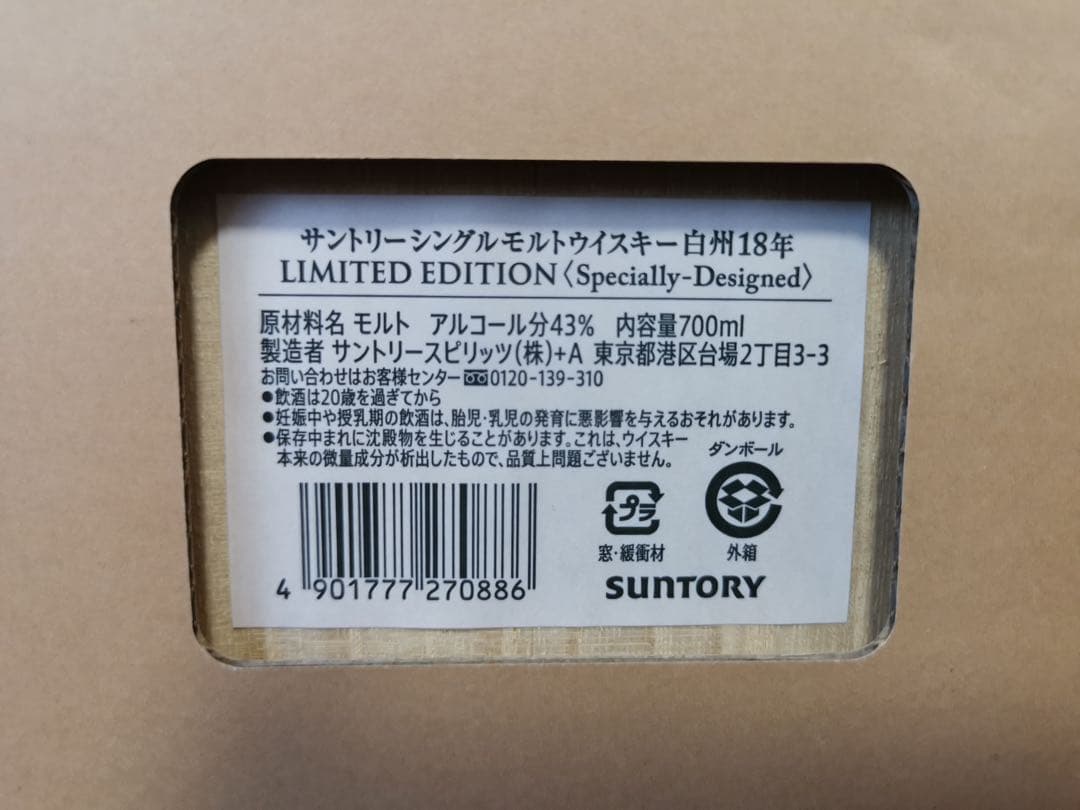 サントリーシングルモルトウイスキー白州18年
LIMITED EDITION〈Specially-Designed〉
原材料名 モルト アルコール分43% 内容量700ml
製造者 サントリースピリッツ(株)+A 東京都港区台場2丁目3-3
お問い合わせはお客様センター 0120-139-310
●飲酒は20歳を過ぎてから
●妊娠中や授乳期の飲酒は、胎児・乳児の発育に悪影響を与えるおそれがあります。
●保存中まれに沈殿物を生じることがあります。これは、ウイスキー
本来の微量成分が析出したもので、品質上問題ございません。
ダンボール
プラ
窓・緩衝材
外箱
4 901777 270886
SUNTORY